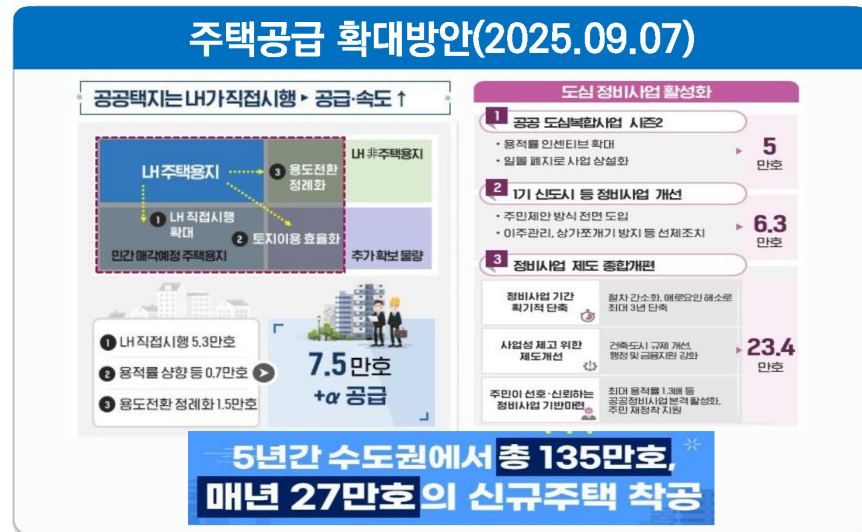 주택공급 확대방안(2025.09.07)
공공택지는 LH가 직접시행 ▸ 공급·속도 ↑
LH 주택용지
3 용도전환
정례화
LH 非주택용지
1 LH 직접시행
확대
2 토지이용 효율화
민간 매각예정 주택용지
추가 확보 물량
1 LH 직접시행 5.3만호
2 용적률 상향 등 0.7만호
3 용도전환 정례화 1.5만호
7.5만호
+α 공급
도심 정비사업 활성화
1 공공 도심복합사업 시즌2
· 용적률 인센티브 확대
· 일몰 폐지로 사업 상설화
5
만호
2 1기 신도시 등 정비사업 개선
· 주민제안 방식 전면 도입
· 이주관리, 상가쪼개기 방지 등 선제조치
6.3
만호
3 정비사업 제도 종합개편
정비사업 기간
획기적 단축
절차 간소화, 애로요인 해소로
최대 3년 단축
사업성 제고 위한
제도개선
건축·도시 규제 개선,
행정 및 금융지원 강화
주민이 선호·신뢰하는
정비사업 기반마련
최대 용적률 1.3배 등
공공정비사업 본격 활성화,
주민 재정착 지원
23.4
만호
5년간 수도권에서 총 135만호,
매년 27만호의 신규주택 착공